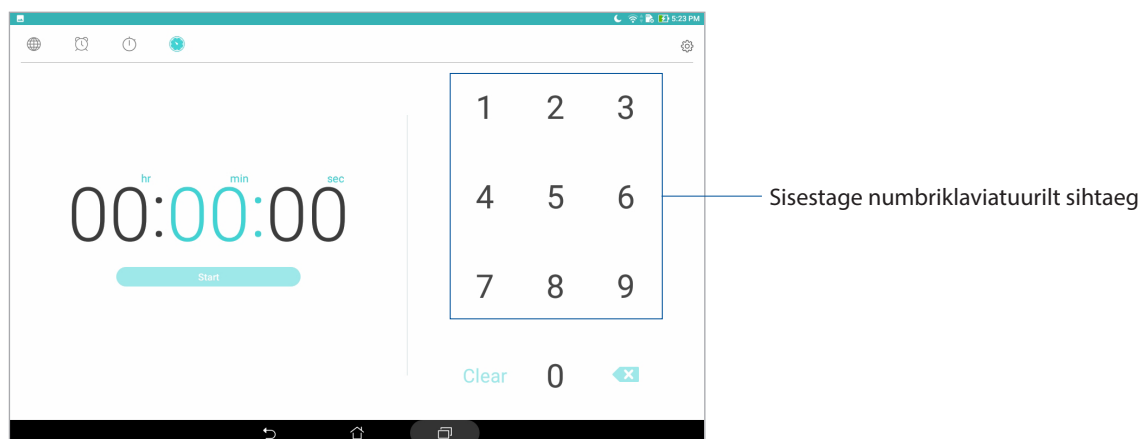 5:23 PM
hr min sec
00:00:00
Start
1 2 3
4 5 6
7 8 9
Clear 0
Sisestage numbriklaviatuurilt sihtaeg